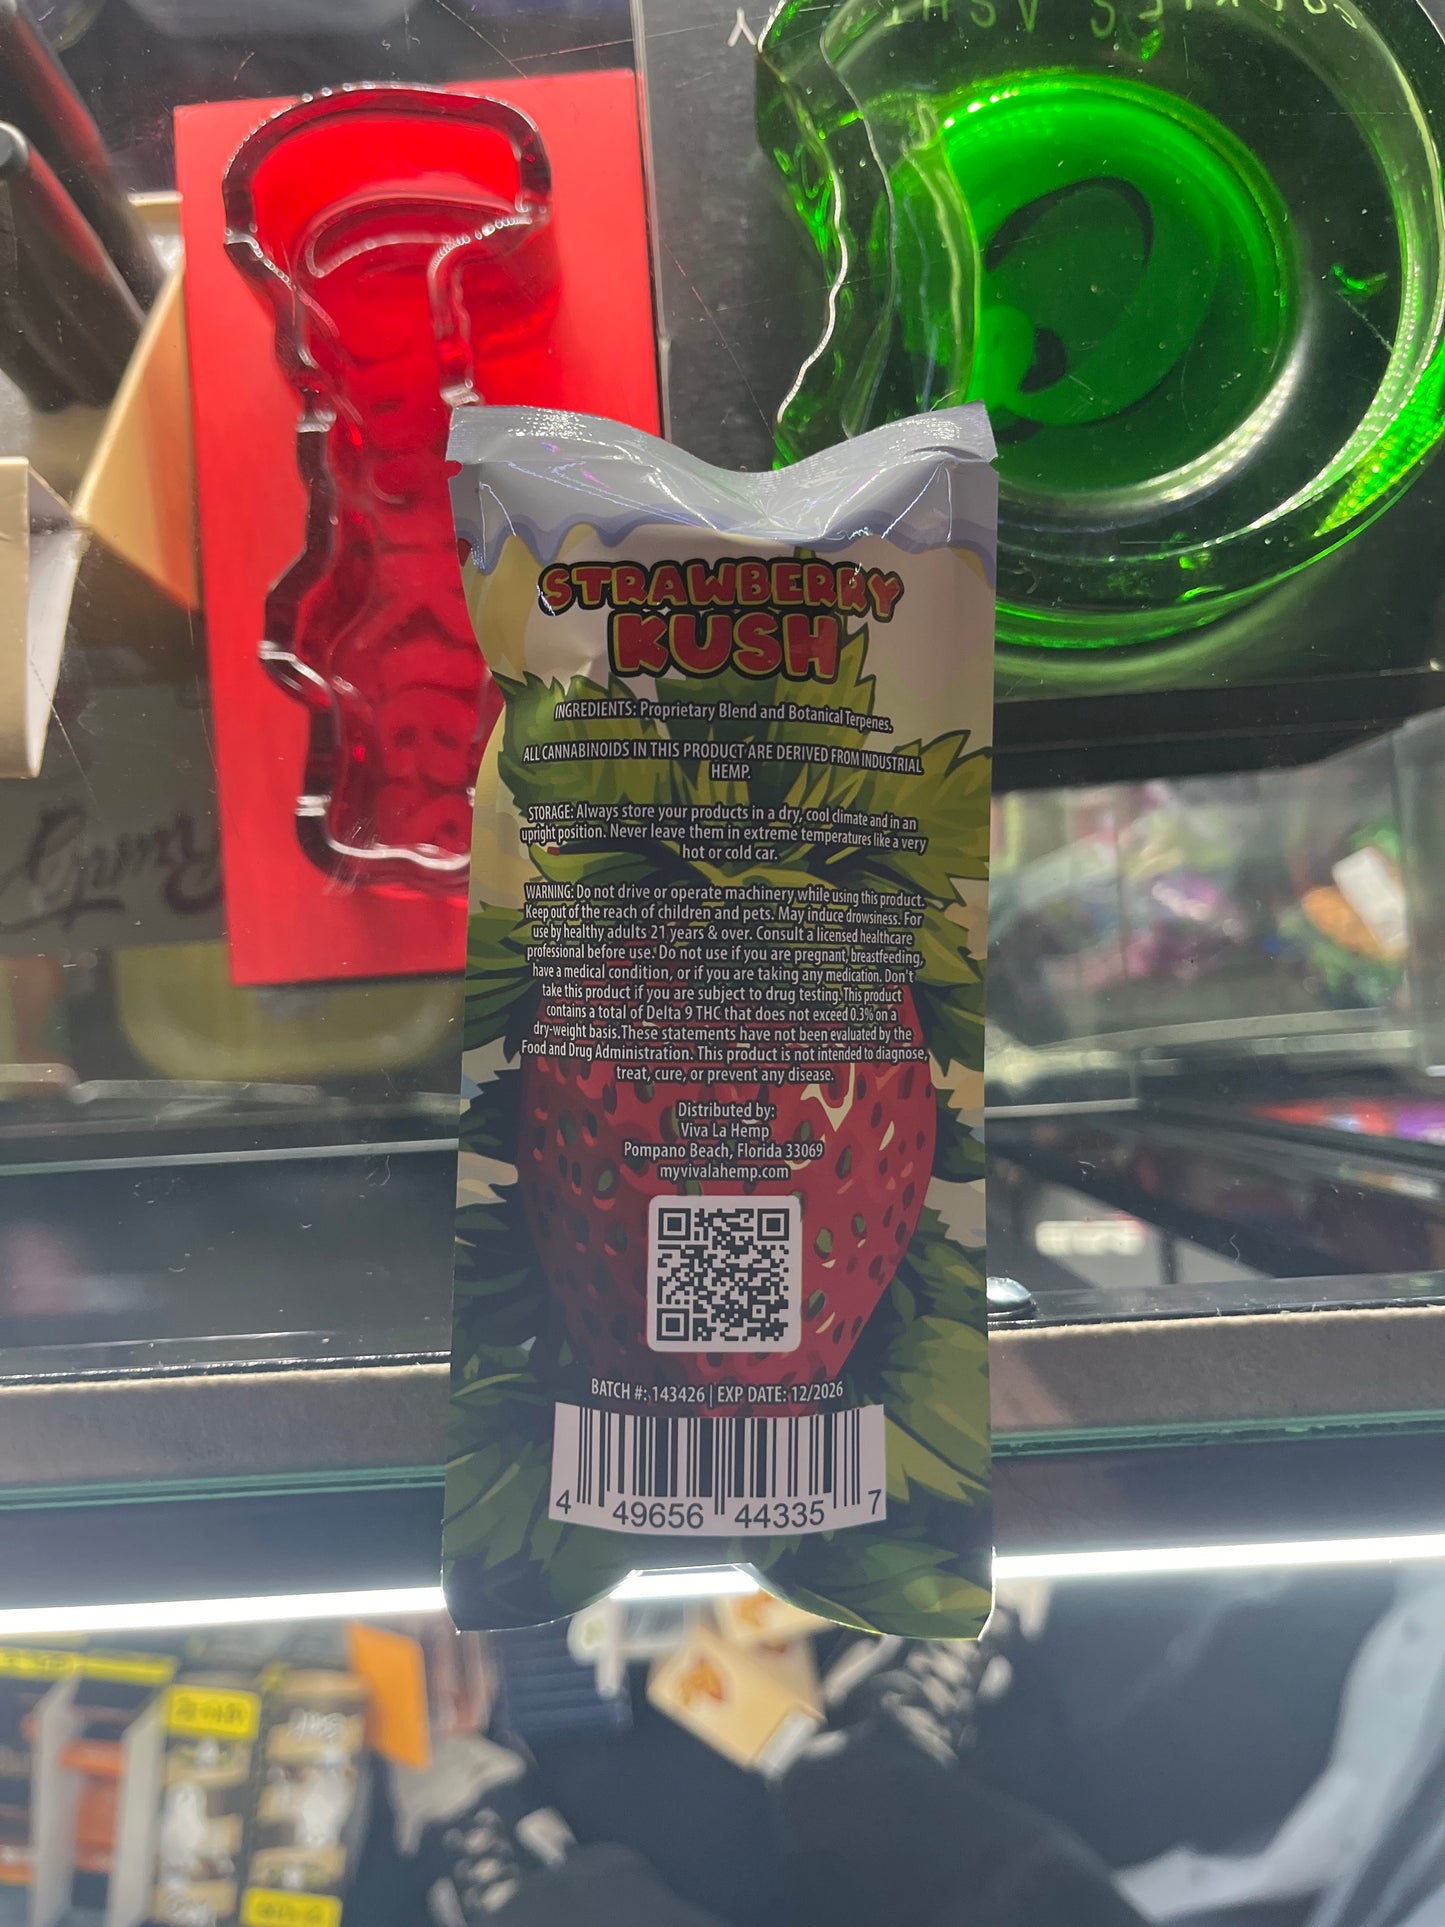 STRAWBERRY
KUSH
INGREDIENTS: Proprietary Blend and Botanical Terpenes.
ALL CANNABINOIDS IN THIS PRODUCT ARE DERIVED FROM INDUSTRIAL
HEMP.
STORAGE: Always store your products in a dry, cool climate and in an
upright position. Never leave them in extreme temperatures like a very
hot or cold car.
WARNING: Do not drive or operate machinery while using this product.
Keep out of the reach of children and pets. May induce drowsiness. For
use by healthy adults 21 years & over. Consult a licensed healthcare
professional before use. Do not use if you are pregnant, breastfeeding,
have a medical condition, or if you are taking any medication. Don't
take this product if you are subject to drug testing. This product
contains a total of Delta 9 THC that does not exceed 0.3% on a
dry-weight basis. These statements have not been evaluated by the
Food and Drug Administration. This product is not intended to diagnose,
treat, cure, or prevent any disease.
Distributed by:
Viva La Hemp
Pompano Beach, Florida 33069
myvivalahemp.com
BATCH #: 143426 | EXP DATE: 12/2026
4 49656 44335 7